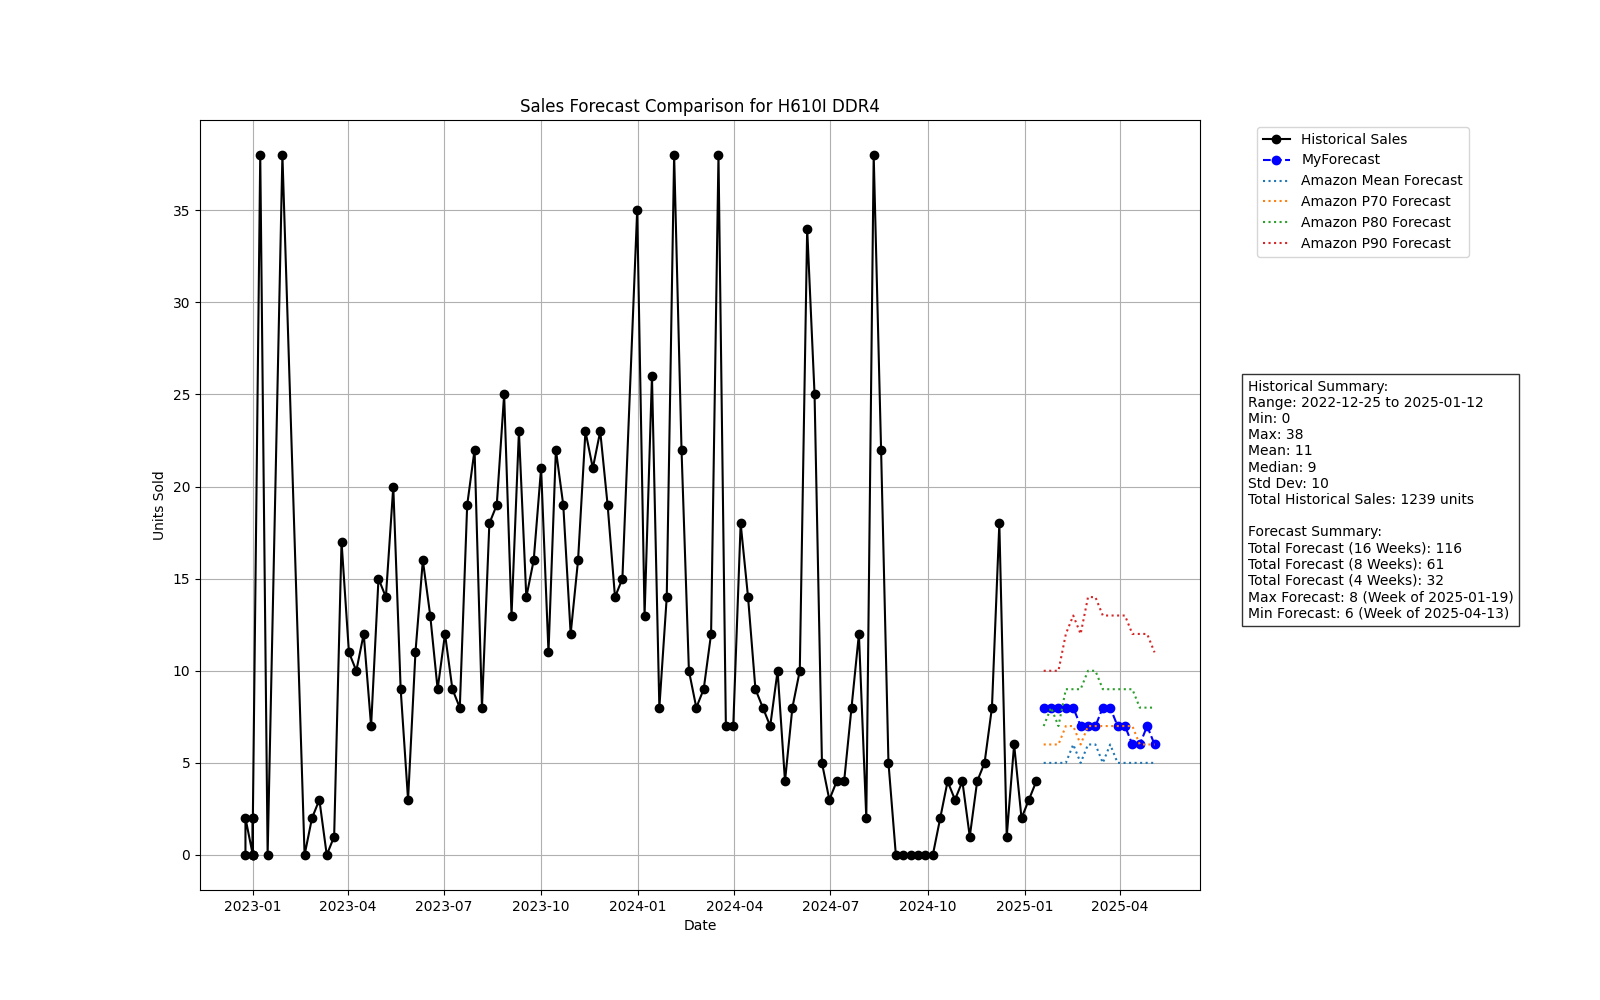 Sales Forecast Comparison for H610I DDR4
Historical Sales
MyForecast
Amazon Mean Forecast
Amazon P70 Forecast
Amazon P80 Forecast
Amazon P90 Forecast
35
30
25
20
15
10
5
0
Units Sold
2023-01 2023-04 2023-07 2023-10 2024-01 2024-04 2024-07 2024-10 2025-01 2025-04
Date
Historical Summary:
Range: 2022-12-25 to 2025-01-12
Min: 0
Max: 38
Mean: 11
Median: 9
Std Dev: 10
Total Historical Sales: 1239 units
Forecast Summary:
Total Forecast (16 Weeks): 116
Total Forecast (8 Weeks): 61
Total Forecast (4 Weeks): 32
Max Forecast: 8 (Week of 2025-01-19)
Min Forecast: 6 (Week of 2025-04-13)